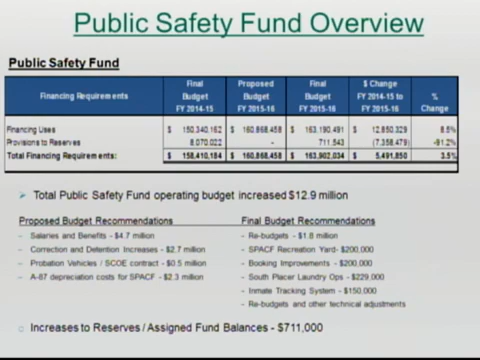 Public Safety Fund Overview
Public Safety Fund
Financing Requirements Final Budget FY 2014-15 Proposed Budget FY 2015-16 Final Budget FY 2015-16 $ Change FY 2014-15 to FY 2015-16 % Change
Financing Uses $ 150,340,162 $ 160,868,458 $ 163,190,491 $ 12,850,329 8.5%
Provisions to Reserves 8,070,022 - 711,543 (7,358,479) -91.2%
Total Financing Requirements: $ 158,410,184 $ 160,868,458 $ 163,902,034 $ 5,491,850 3.5%
➢ Total Public Safety Fund operating budget increased $12.9 million
Proposed Budget Recommendations
– Salaries and Benefits - $4.7 million
– Correction and Detention Increases - $2.7 million
– Probation Vehicles / SCOE contract - $0.5 million
– A-87 depreciation costs for SPACF - $2.3 million
Final Budget Recommendations
– Re-budgets - $1.8 million
– SPACF Recreation Yard- $200,000
– Booking Improvements - $200,000
– South Placer Laundry Ops - $229,000
– Inmate Tracking System - $150,000
– Re-budgets and other technical adjustments
Increases to Reserves / Assigned Fund Balances - $711,000